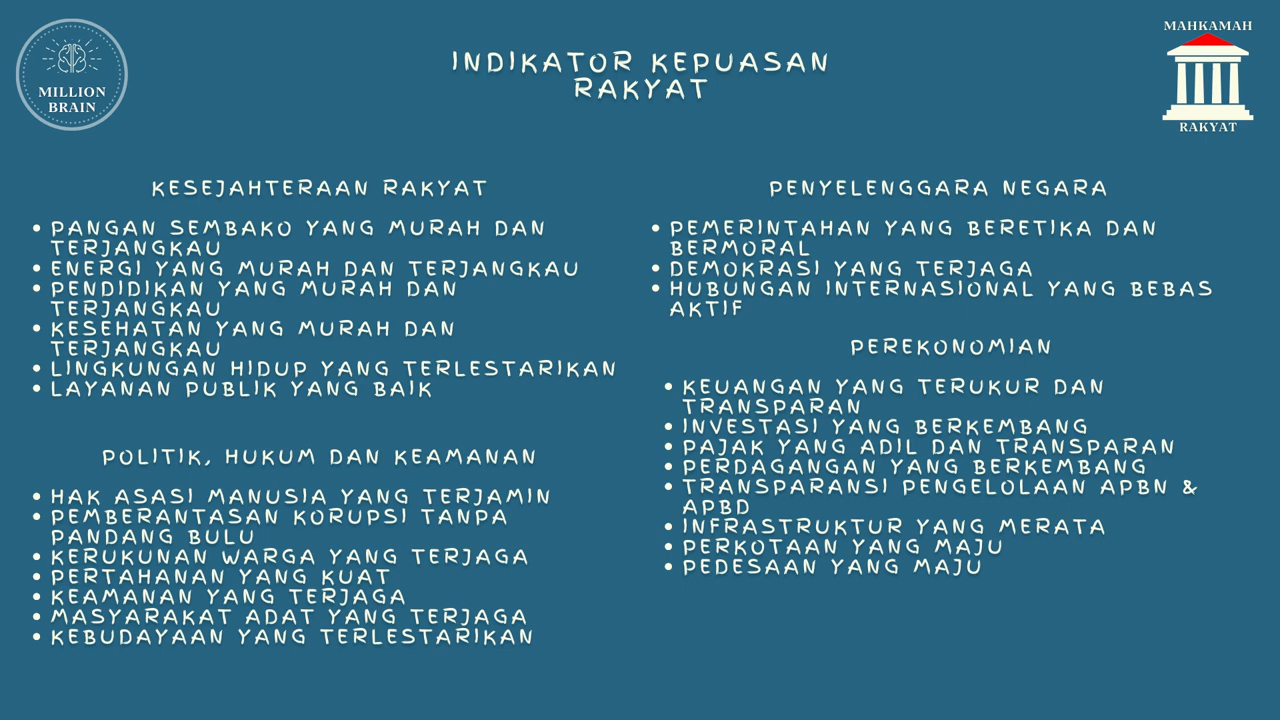 MILLION
BRAIN
INDIKATOR KEPUASAN
RAKYAT
MAHKAMAH
RAKYAT
KESEJAHTERAAN RAKYAT
• PANGAN SEMBAKO YANG MURAH DAN
TERJANGKAU
• ENERGI YANG MURAH DAN TERJANGKAU
• PENDIDIKAN YANG MURAH DAN
TERJANGKAU
• KESEHATAN YANG MURAH DAN
TERJANGKAU
• LINGKUNGAN HIDUP YANG TERLESTARIKAN
• LAYANAN PUBLIK YANG BAIK
POLITIK, HUKUM DAN KEAMANAN
• HAK ASASI MANUSIA YANG TERJAMIN
• PEMBERANTASAN KORUPSI TANPA
PANDANG BULU
• KERUKUNAN WARGA YANG TERJAGA
• PERTAHANAN YANG KUAT
• KEAMANAN YANG TERJAGA
• MASYARAKAT ADAT YANG TERJAGA
• KEBUDAYAAN YANG TERLESTARIKAN
PENYELENGGARA NEGARA
• PEMERINTAHAN YANG BERETIKA DAN
BERMORAL
• DEMOKRASI YANG TERJAGA
• HUBUNGAN INTERNASIONAL YANG BEBAS
AKTIF
PEREKONOMIAN
• KEUANGAN YANG TERUKUR DAN
TRANSPARAN
• INVESTASI YANG BERKEMBANG
• PAJAK YANG ADIL DAN TRANSPARAN
• PERDAGANGAN YANG BERKEMBANG
• TRANSPARANSI PENGELOLAAN APBN &
APBD
• INFRASTRUKTUR YANG MERATA
• PERKOTAAN YANG MAJU
• PEDESAAN YANG MAJU